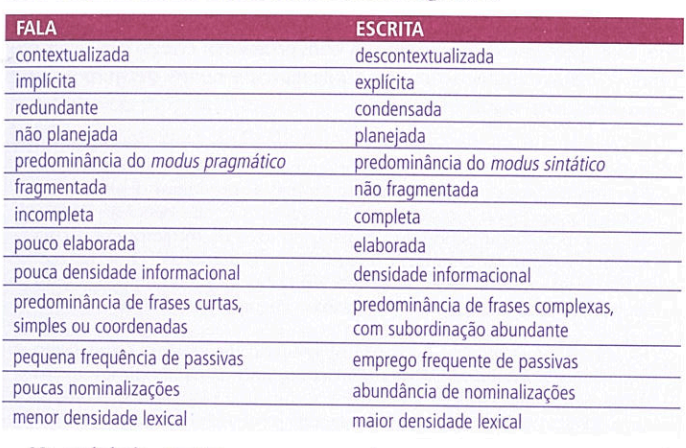 FALA ESCRITA
contextualizada descontextualizada
implícita explícita
redundante condensada
não planejada planejada
predominância do modus pragmático predominância do modus sintático
fragmentada não fragmentada
incompleta completa
pouco elaborada elaborada
pouca densidade informacional densidade informacional
predominância de frases curtas, predominância de frases complexas,
simples ou coordenadas com subordinação abundante
pequena frequência de passivas emprego frequente de passivas
poucas nominalizações abundância de nominalizações
menor densidade lexical maior densidade lexical